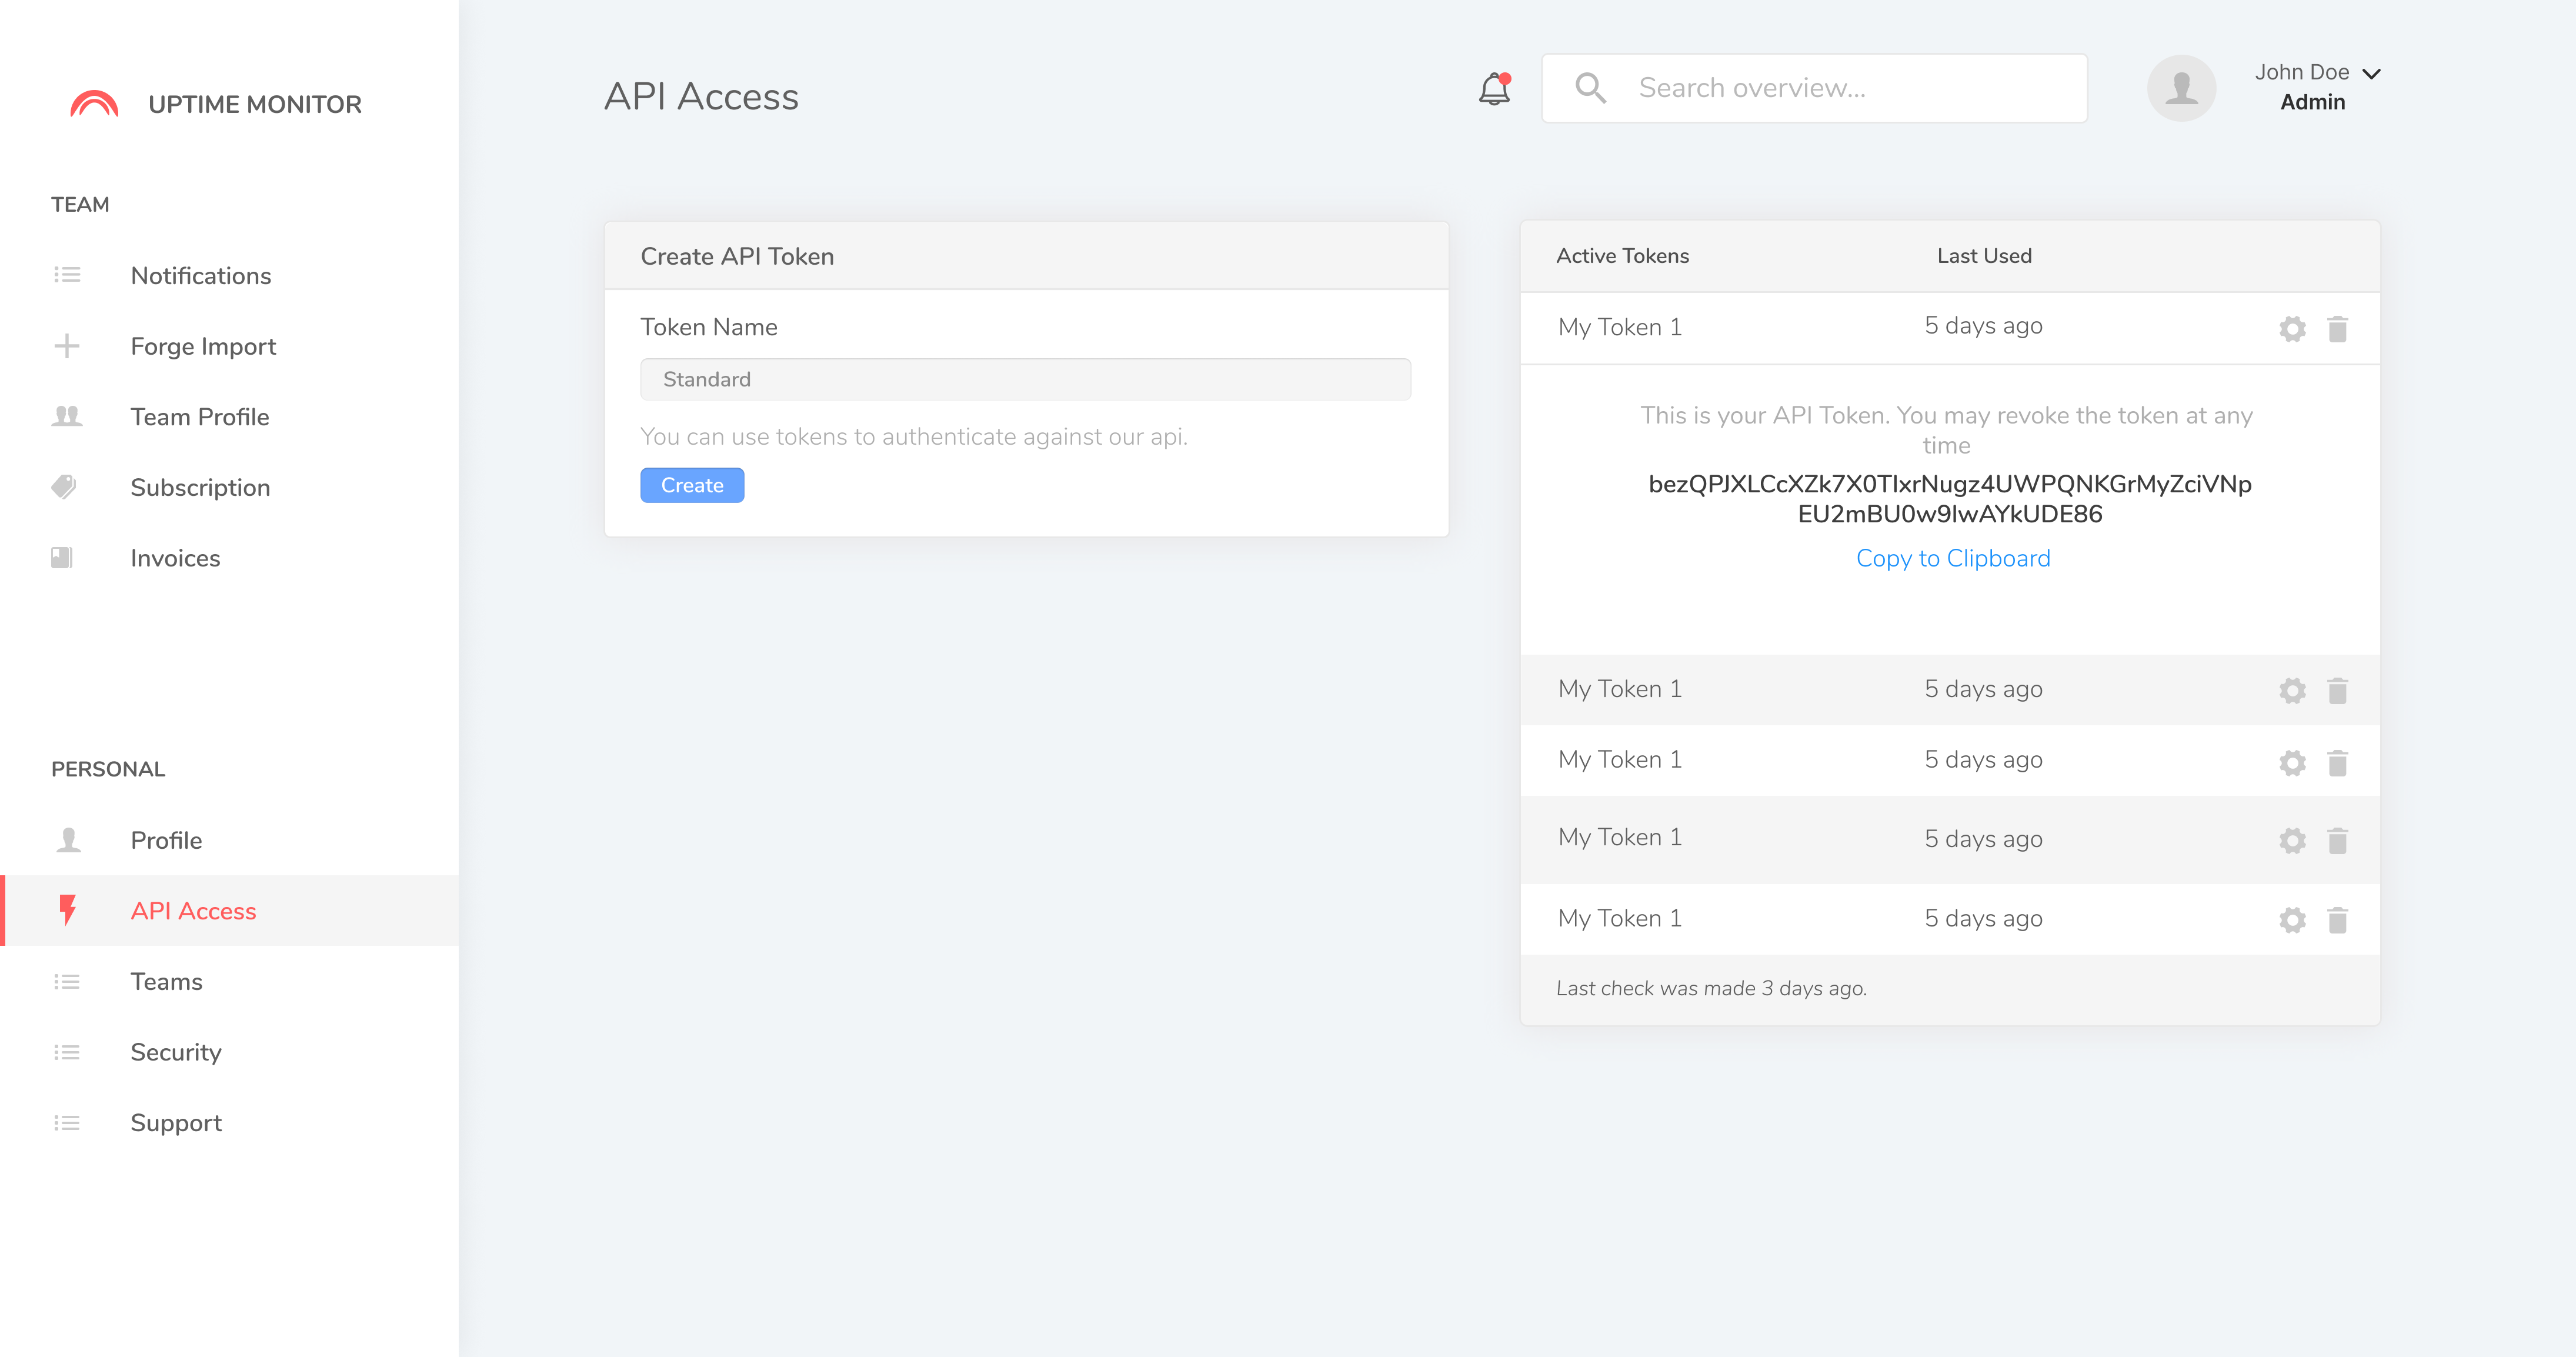 UPTIME MONITOR
TEAM
Notifications
Forge Import
Team Profile
Subscription
Invoices
PERSONAL
Profile
API Access
Teams
Security
Support
API Access
Search overview...
John Doe
Admin
Create API Token
Token Name
Standard
You can use tokens to authenticate against our api.
Create
Active Tokens Last Used
My Token 1 5 days ago
This is your API Token. You may revoke the token at any
time
bezQPJXLCcXZk7X0TIxrNugz4UWPQNKGrMyZciVNp
EU2mBU0w9IwAYkUDE86
Copy to Clipboard
My Token 1 5 days ago
My Token 1 5 days ago
My Token 1 5 days ago
My Token 1 5 days ago
Last check was made 3 days ago.